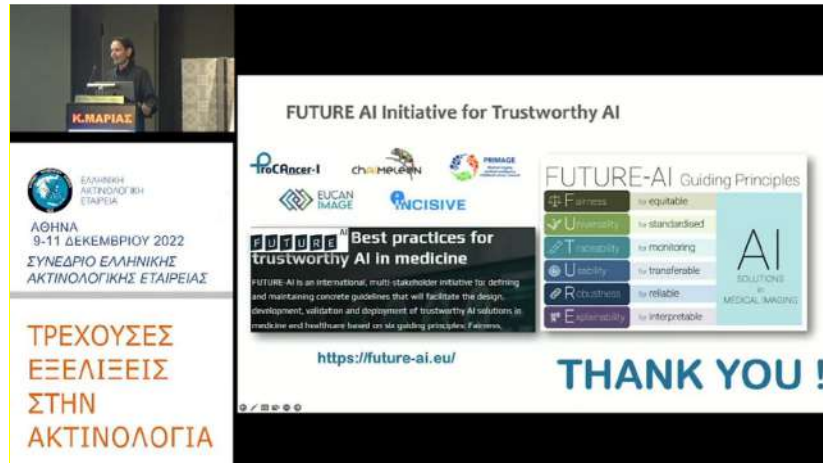 Κ.ΜΑΡΙΑΣ
ΕΛΛΗΝΙΚΗ
ΑΚΤΙΝΟΛΟΓΙΚΗ
ΕΤΑΙΡΕΙΑ
ΑΘΗΝΑ
9-11 ΔΕΚΕΜΒΡΙΟΥ 2022
ΣΥΝΕΔΡΙΟ ΕΛΛΗΝΙΚΗΣ
ΑΚΤΙΝΟΛΟΓΙΚΗΣ ΕΤΑΙΡΕΙΑΣ
ΤΡΕΧΟΥΣΕΣ
ΕΞΕΛΙΞΕΙΣ
ΣΤΗΝ
ΑΚΤΙΝΟΛΟΓΙΑ
FUTURE AI Initiative for Trustworthy AI
ProCAncer-I
chAIMeleon
PRIMAGE
EUCAN
IMAGE
INCISIVE
FUTURE AI Best practices for
trustworthy AI in medicine
FUTURE-AI is an international, multi-stakeholder initiative for defining
and maintaining concrete guidelines that will facilitate the design,
development, validation and deployment of trustworthy AI solutions in
medicine and healthcare based on six guiding principles: Fairness,
https://future-ai.eu/
FUTURE-AI Guiding Principles
Fairness for equitable
Universality for standardised
Traceability for monitoring
Usability for transferable
Robustness for reliable
Explainability for interpretable
AI
SOLUTIONS
in
MEDICAL IMAGING
THANK YOU !